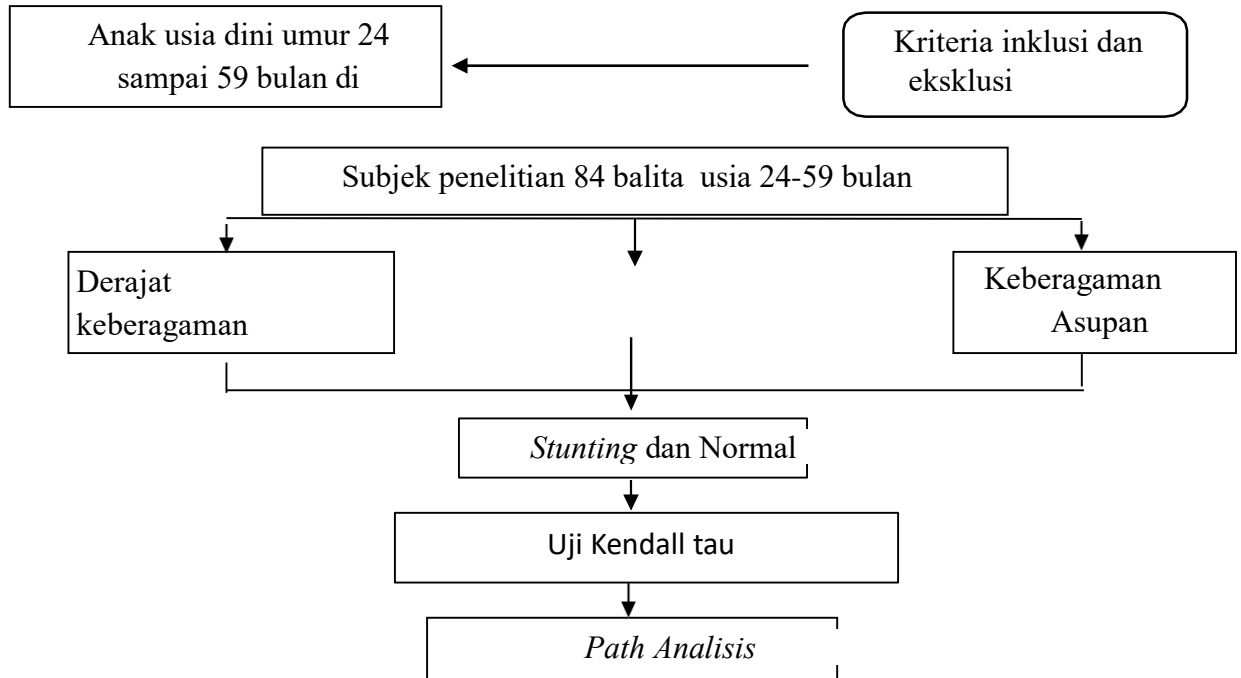 Anak usia dini umur 24
sampai 59 bulan di
Kriteria inklusi dan
eksklusi
Subjek penelitian 84 balita usia 24-59 bulan
Derajat
keberagaman
Keberagaman
Asupan
Stunting dan Normal
Uji Kendall tau
Path Analisis